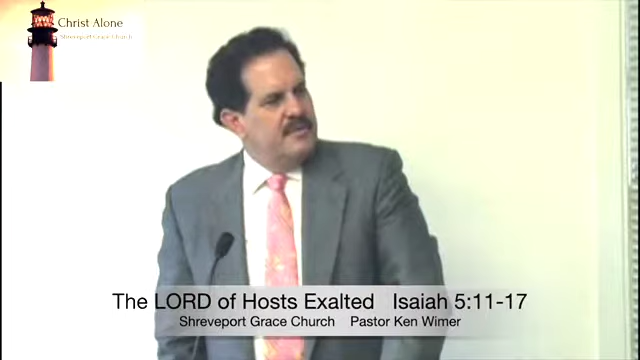 Christ Alone
Shreveport Grace Church
The LORD of Hosts Exalted Isaiah 5:11-17
Shreveport Grace Church Pastor Ken Wimer